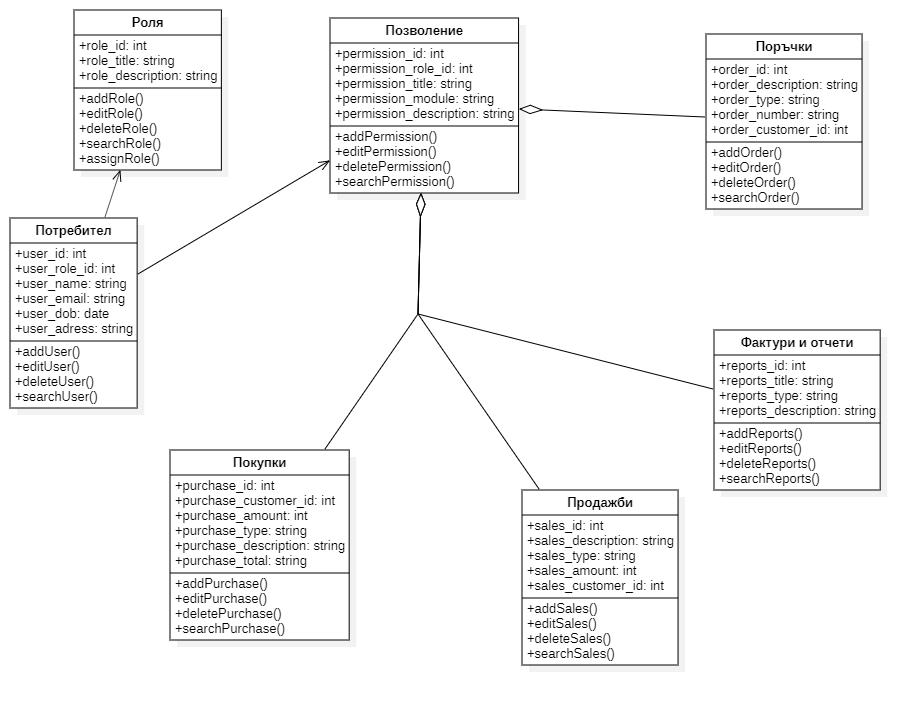 Роля
+role_id: int
+role_title: string
+role_description: string
+addRole()
+editRole()
+deleteRole()
+searchRole()
+assignRole()
Позволение
+permission_id: int
+permission_role_id: int
+permission_title: string
+permission_module: string
+permission_description: string
+addPermission()
+editPermission()
+deletePermission()
+searchPermission()
Поръчки
+order_id: int
+order_description: string
+order_type: string
+order_number: string
+order_customer_id: int
+addOrder()
+editOrder()
+deleteOrder()
+searchOrder()
Потребител
+user_id: int
+user_role_id: int
+user_name: string
+user_email: string
+user_dob: date
+user_adress: string
+addUser()
+editUser()
+deleteUser()
+searchUser()
Фактури и отчети
+reports_id: int
+reports_title: string
+reports_type: string
+reports_description: string
+addReports()
+editReports()
+deleteReports()
+searchReports()
Покупки
+purchase_id: int
+purchase_customer_id: int
+purchase_amount: int
+purchase_type: string
+purchase_description: string
+purchase_total: string
+addPurchase()
+editPurchase()
+deletePurchase()
+searchPurchase()
Продажби
+sales_id: int
+sales_description: string
+sales_type: string
+sales_amount: int
+sales_customer_id: int
+addSales()
+editSales()
+deleteSales()
+searchSales()